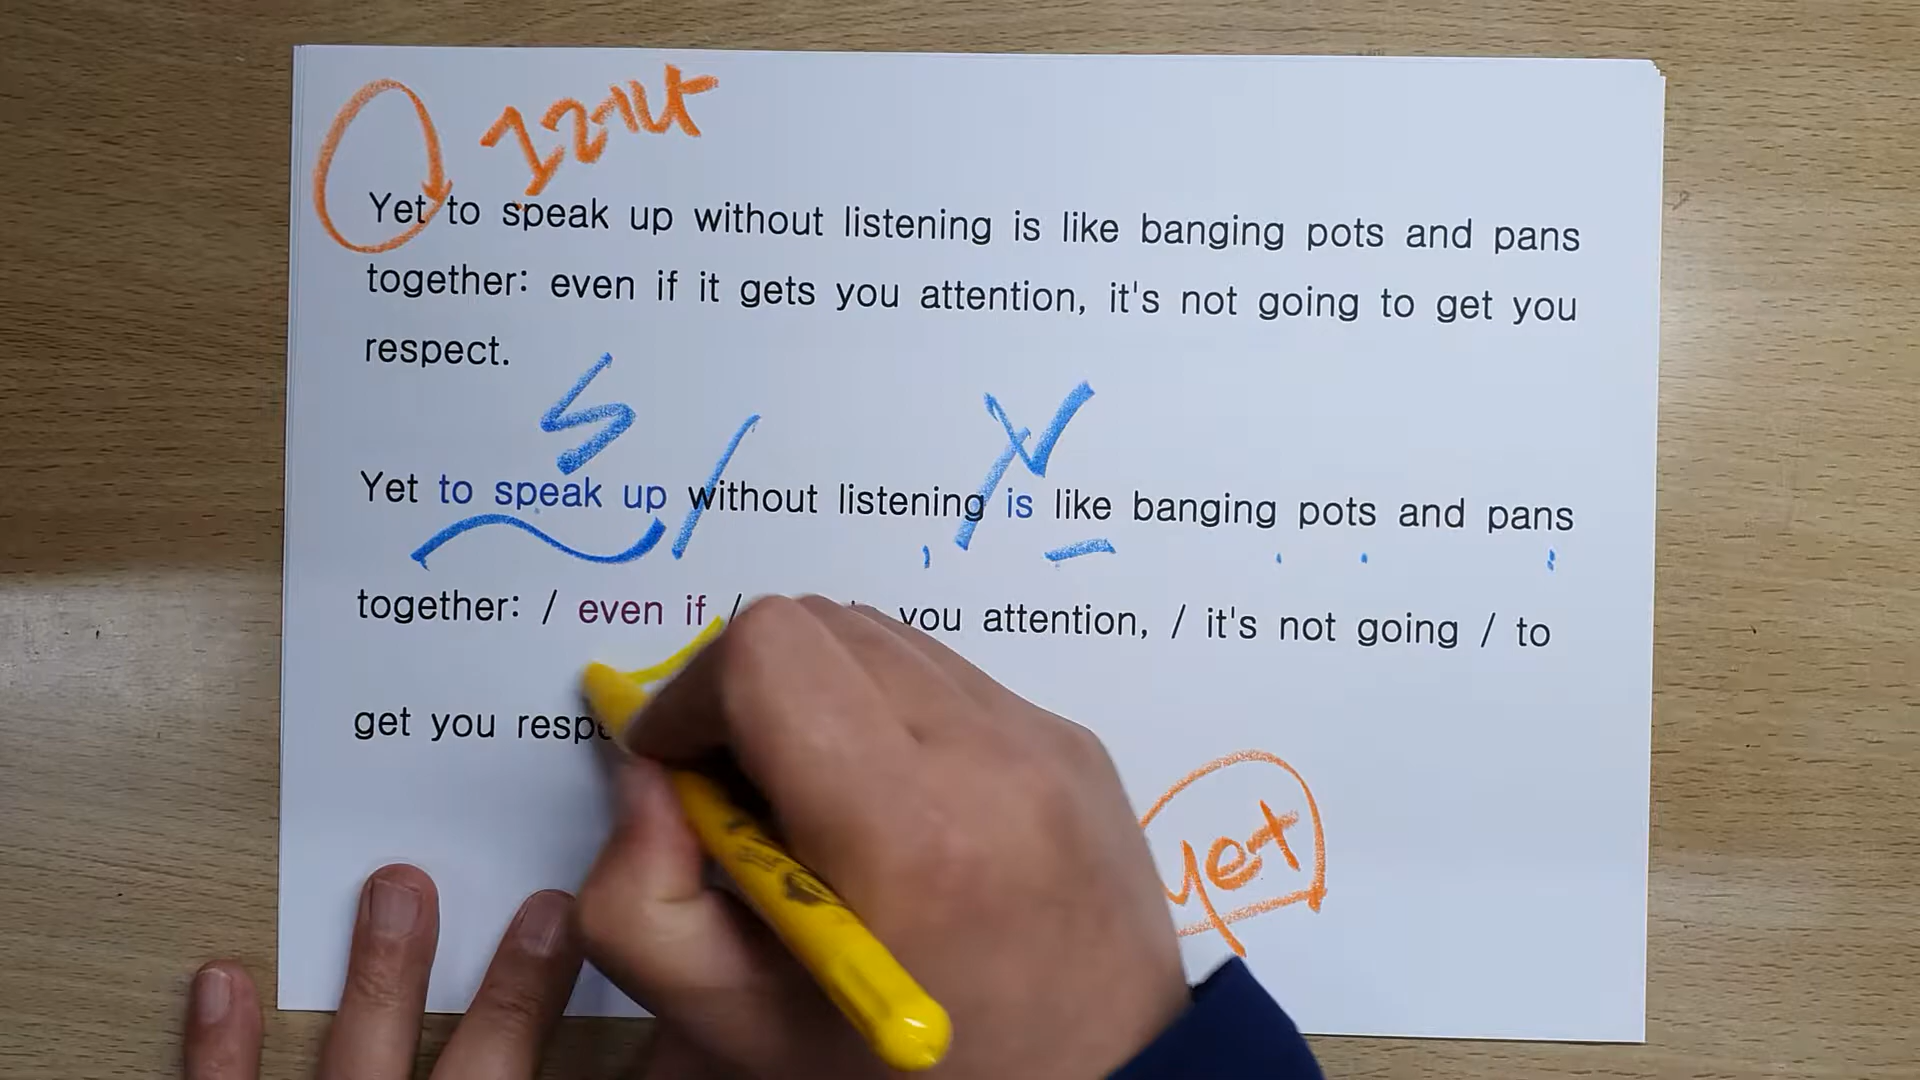 그러나
Yet to speak up without listening is like banging pots and pans
together: even if it gets you attention, it's not going to get you
respect.
S V
Yet to speak up without listening is like banging pots and pans
together: / even if / you attention, / it's not going / to
get you
yet